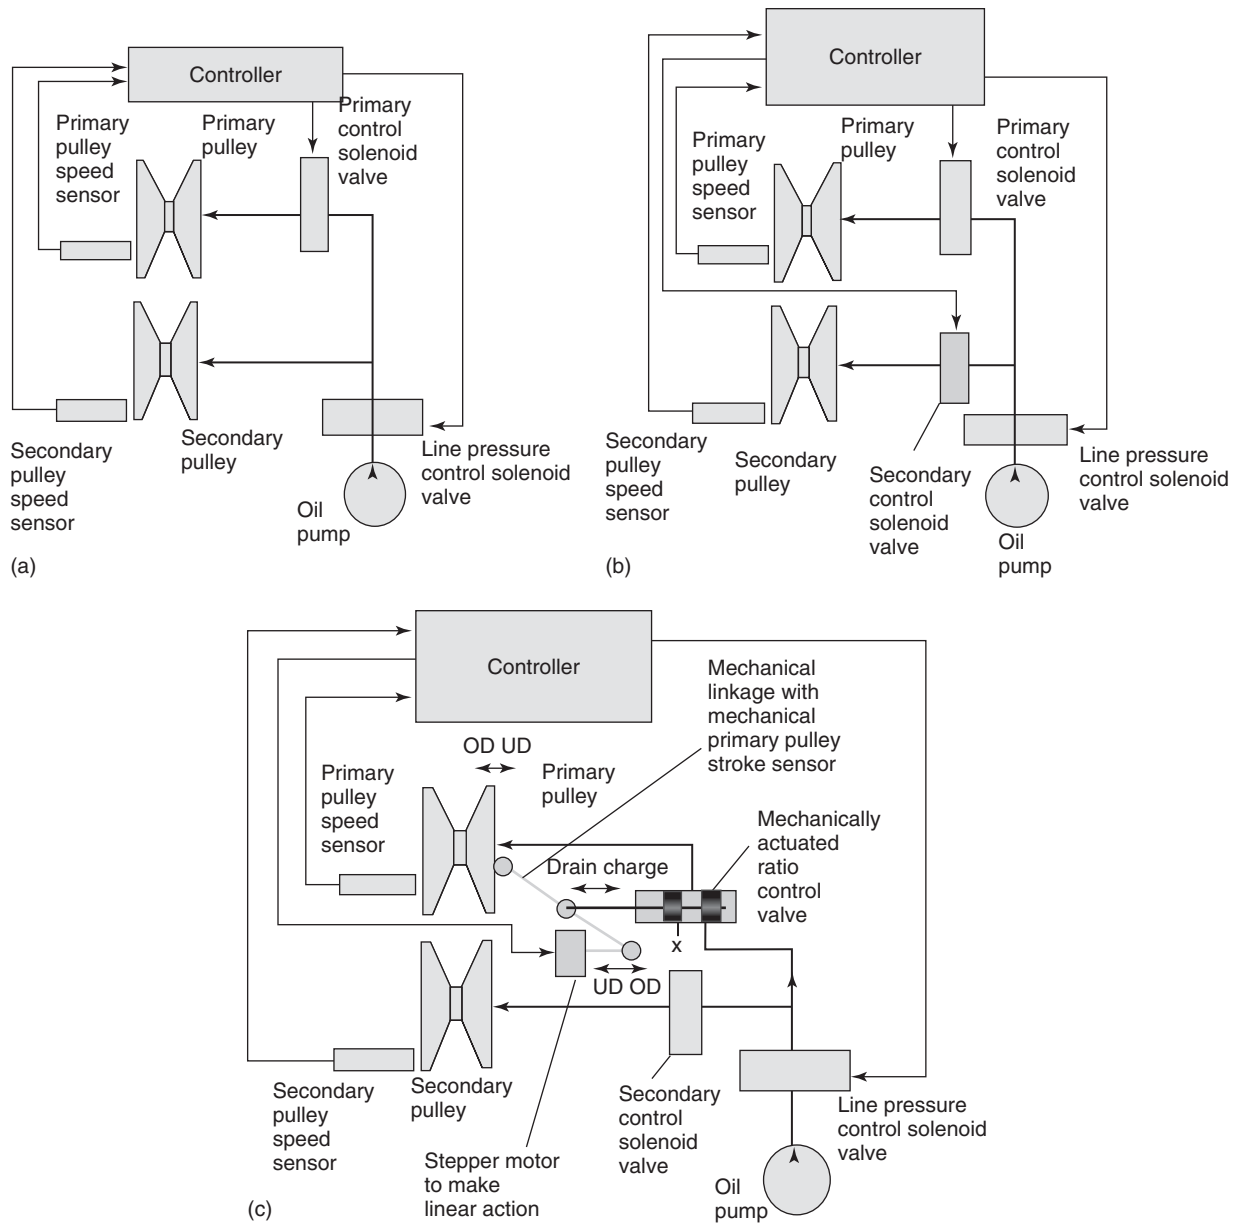 Controller
Primary
pulley
speed
sensor
Primary
pulley
Primary
control
solenoid
valve
Secondary
pulley
speed
sensor
Secondary
pulley
Line pressure
control solenoid
valve
Oil
pump
(a)
Controller
Primary
pulley
speed
sensor
Primary
pulley
Primary
control
solenoid
valve
Secondary
pulley
speed
sensor
Secondary
pulley
Secondary
control
solenoid
valve
Line pressure
control solenoid
valve
Oil
pump
(b)
Controller
Mechanical
linkage with
mechanical
primary pulley
stroke sensor
OD UD
Primary
pulley
speed
sensor
Primary
pulley
Mechanically
actuated
ratio
control
valve
Drain charge
x
UD OD
Secondary
pulley
speed
sensor
Secondary
pulley
Secondary
control
solenoid
valve
Line pressure
control solenoid
valve
Stepper motor
to make
linear action
Oil
pump
(c)